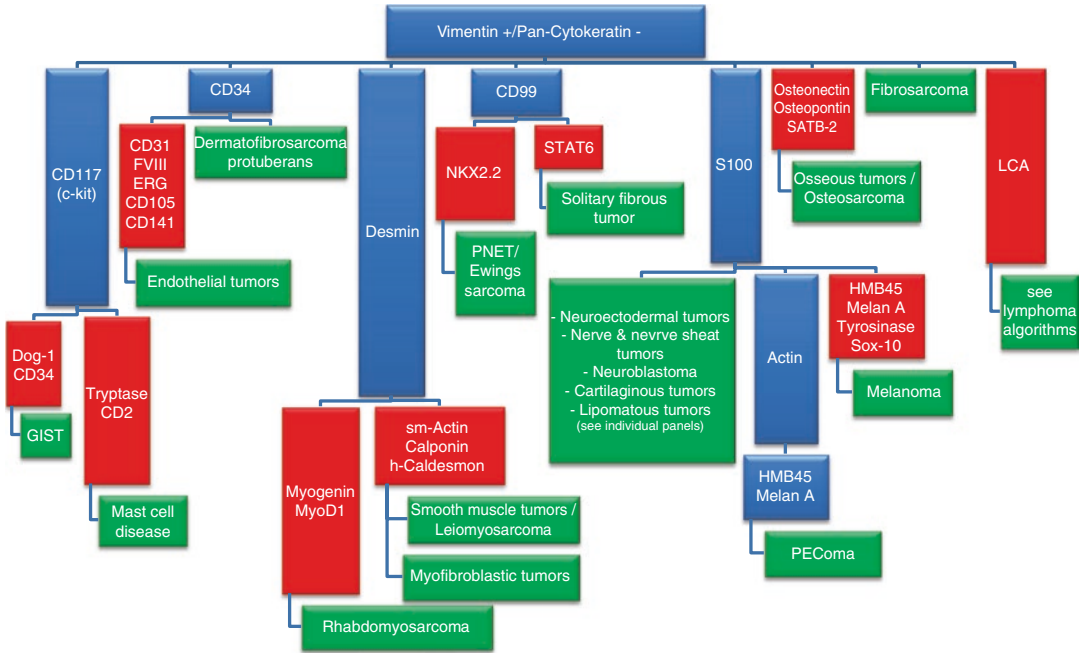 Vimentin +/Pan-Cytokeratin -
CD117
(c-kit)
Dog-1
CD34
GIST
Tryptase
CD2
Mast cell
disease
CD34
CD31
FVIII
ERG
CD105
CD141
Endothelial tumors
Dermatofibrosarcoma
protuberans
Desmin
Myogenin
MyoD1
Rhabdomyosarcoma
sm-Actin
Calponin
h-Caldesmon
Smooth muscle tumors /
Leiomyosarcoma
Myofibroblastic tumors
CD99
NKX2.2
PNET/
Ewings
sarcoma
STAT6
Solitary fibrous
tumor
S100
- Neuroectodermal tumors
- Nerve & nevrve sheat
tumors
- Neuroblastoma
- Cartilaginous tumors
- Lipomatous tumors
(see individual panels)
Actin
HMB45
Melan A
PEComa
HMB45
Melan A
Tyrosinase
Sox-10
Melanoma
Osteonectin
Osteopontin
SATB-2
Osseous tumors /
Osteosarcoma
Fibrosarcoma
LCA
see
lymphoma
algorithms